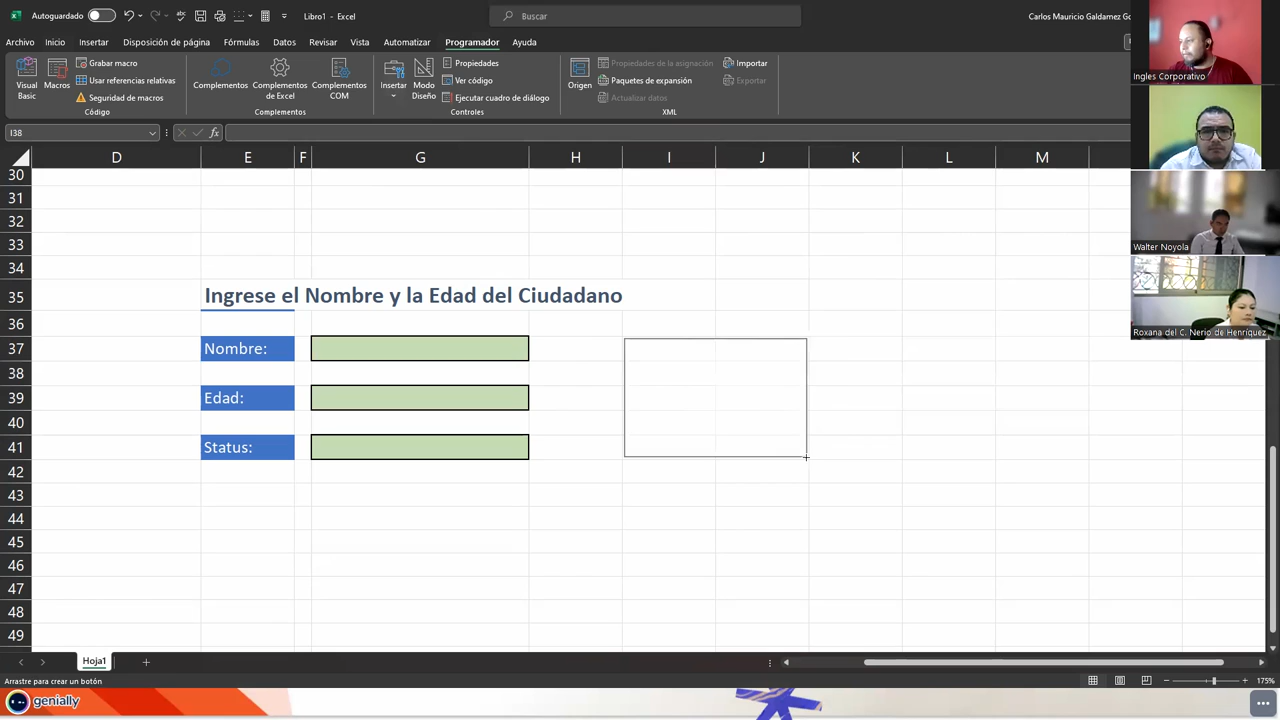 Autoguardado
Libro1 - Excel
Buscar
Carlos Mauricio Galdamez Go
Archivo Inicio Insertar Disposición de página Fórmulas Datos Revisar Vista Automatizar Programador Ayuda
Visual Basic
Macros
Grabar macro
Usar referencias relativas
Seguridad de macros
Código
Complementos
Complementos de Excel
Complementos COM
Complementos
Insertar
Modo Diseño
Propiedades
Ver código
Ejecutar cuadro de diálogo
Controles
Origen
Propiedades de la asignación
Paquetes de expansión
Actualizar datos
Importar
Exportar
XML
I38
fx
D E F G H I J K L M
30
31
32
33
34
35 Ingrese el Nombre y la Edad del Ciudadano
36
37 Nombre:
38
39 Edad:
40
41 Status:
42
43
44
45
46
47
48
49
Hoja1
Arrastre para crear un botón
175%
genially
Ingles Corporativo
Walter Noyola
Roxana del C. Nerio de Henríquez